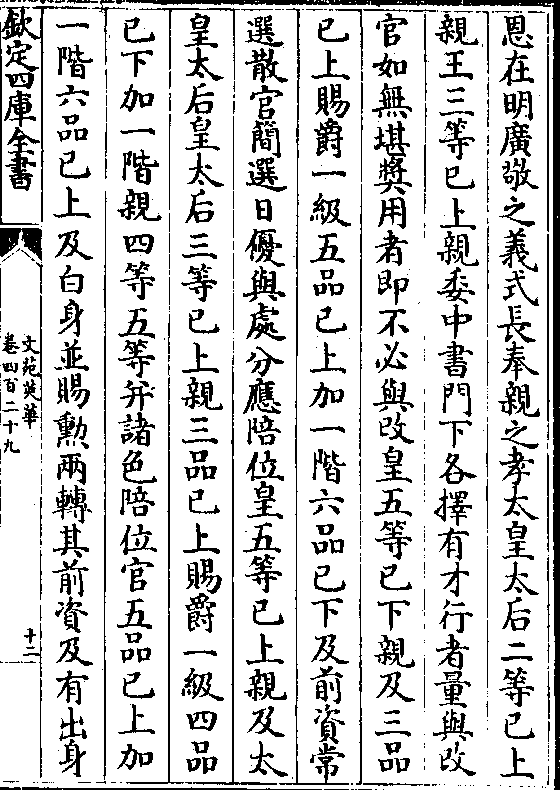 恩在明廣敬之義式長奉親之孝太皇太后二等已上
親王三等已上親委中書門下各擇有才行者量與改
官如無堪奬用者即不必與改皇五等已下親及三品
已上賜爵一級五品已上加一階六品已下及前資常
選散官簡選日優與處分應陪位皇五等已上親及太
皇太后皇太后三等已上親三品已上賜爵一級四品
已下加一階親四等五等并諸色陪位官五品已上加
一階六品已上及白身並賜勲兩轉其前資及有出身
欽定四庫全書
文苑英華
卷四百二十九
十二